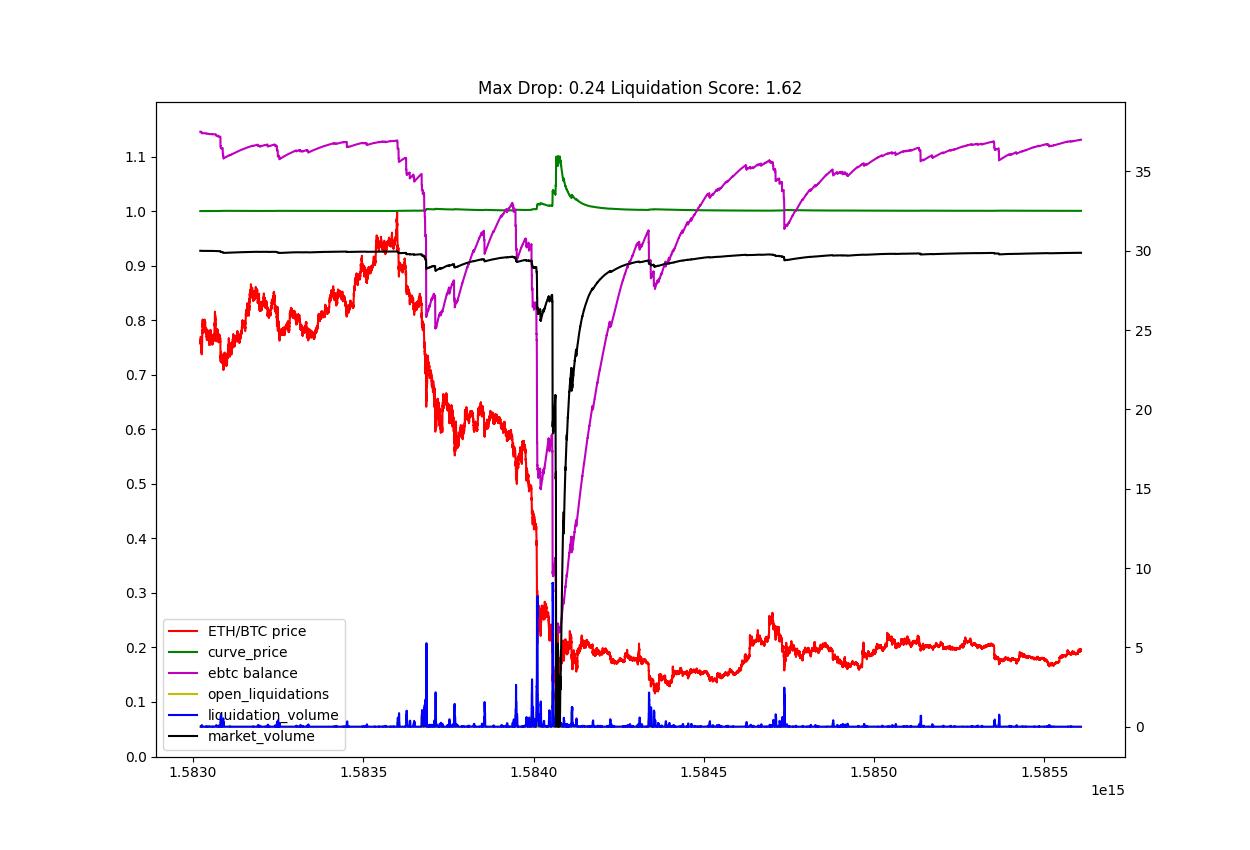 Max Drop: 0.24 Liquidation Score: 1.62
1.1
1.0
0.9
0.8
0.7
0.6
0.5
0.4
0.3
0.2
0.1
0.0
35
30
25
20
15
10
5
0
ETH/BTC price
curve_price
ebtc balance
open_liquidations
liquidation_volume
market_volume
1.5830 1.5835 1.5840 1.5845 1.5850 1.5855
1e15